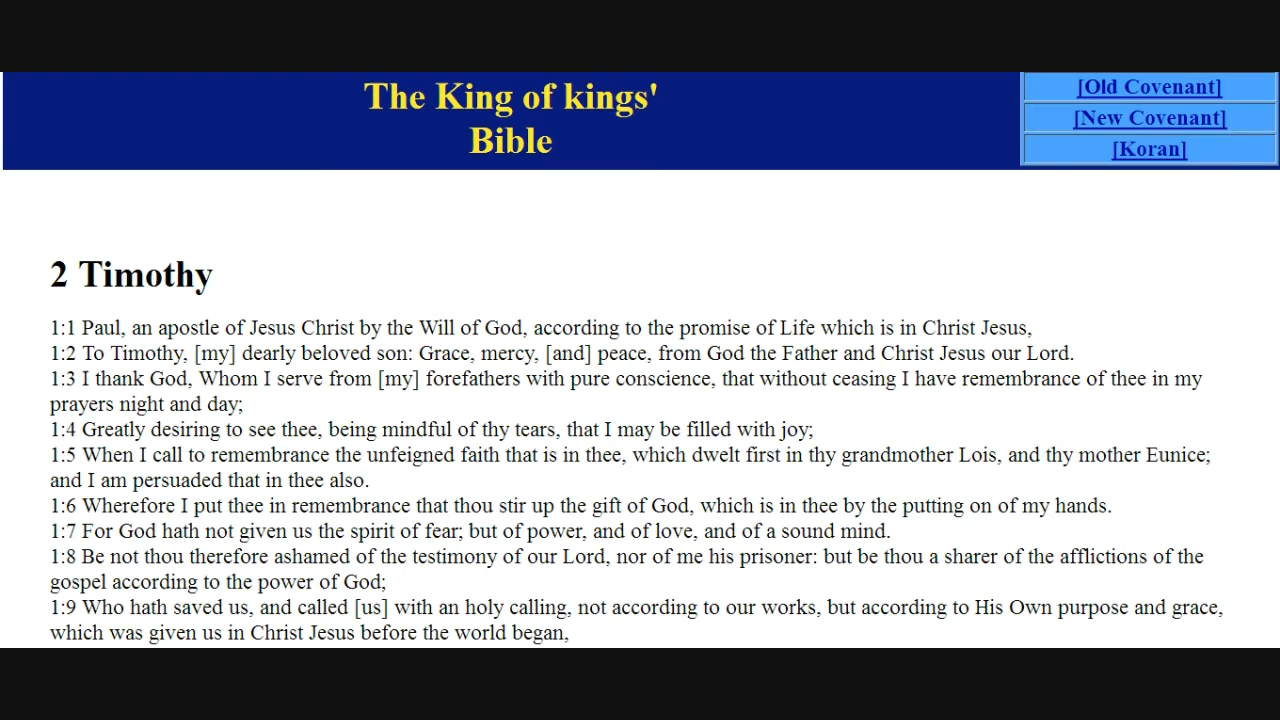 The King of kings'
Bible
[Old Covenant]
[New Covenant]
[Koran]
2 Timothy
1:1 Paul, an apostle of Jesus Christ by the Will of God, according to the promise of Life which is in Christ Jesus,
1:2 To Timothy, [my] dearly beloved son: Grace, mercy, [and] peace, from God the Father and Christ Jesus our Lord.
1:3 I thank God, Whom I serve from [my] forefathers with pure conscience, that without ceasing I have remembrance of thee in my
prayers night and day;
1:4 Greatly desiring to see thee, being mindful of thy tears, that I may be filled with joy;
1:5 When I call to remembrance the unfeigned faith that is in thee, which dwelt first in thy grandmother Lois, and thy mother Eunice;
and I am persuaded that in thee also.
1:6 Wherefore I put thee in remembrance that thou stir up the gift of God, which is in thee by the putting on of my hands.
1:7 For God hath not given us the spirit of fear; but of power, and of love, and of a sound mind.
1:8 Be not thou therefore ashamed of the testimony of our Lord, nor of me his prisoner: but be thou a sharer of the afflictions of the
gospel according to the power of God;
1:9 Who hath saved us, and called [us] with an holy calling, not according to our works, but according to His Own purpose and grace,
which was given us in Christ Jesus before the world began,